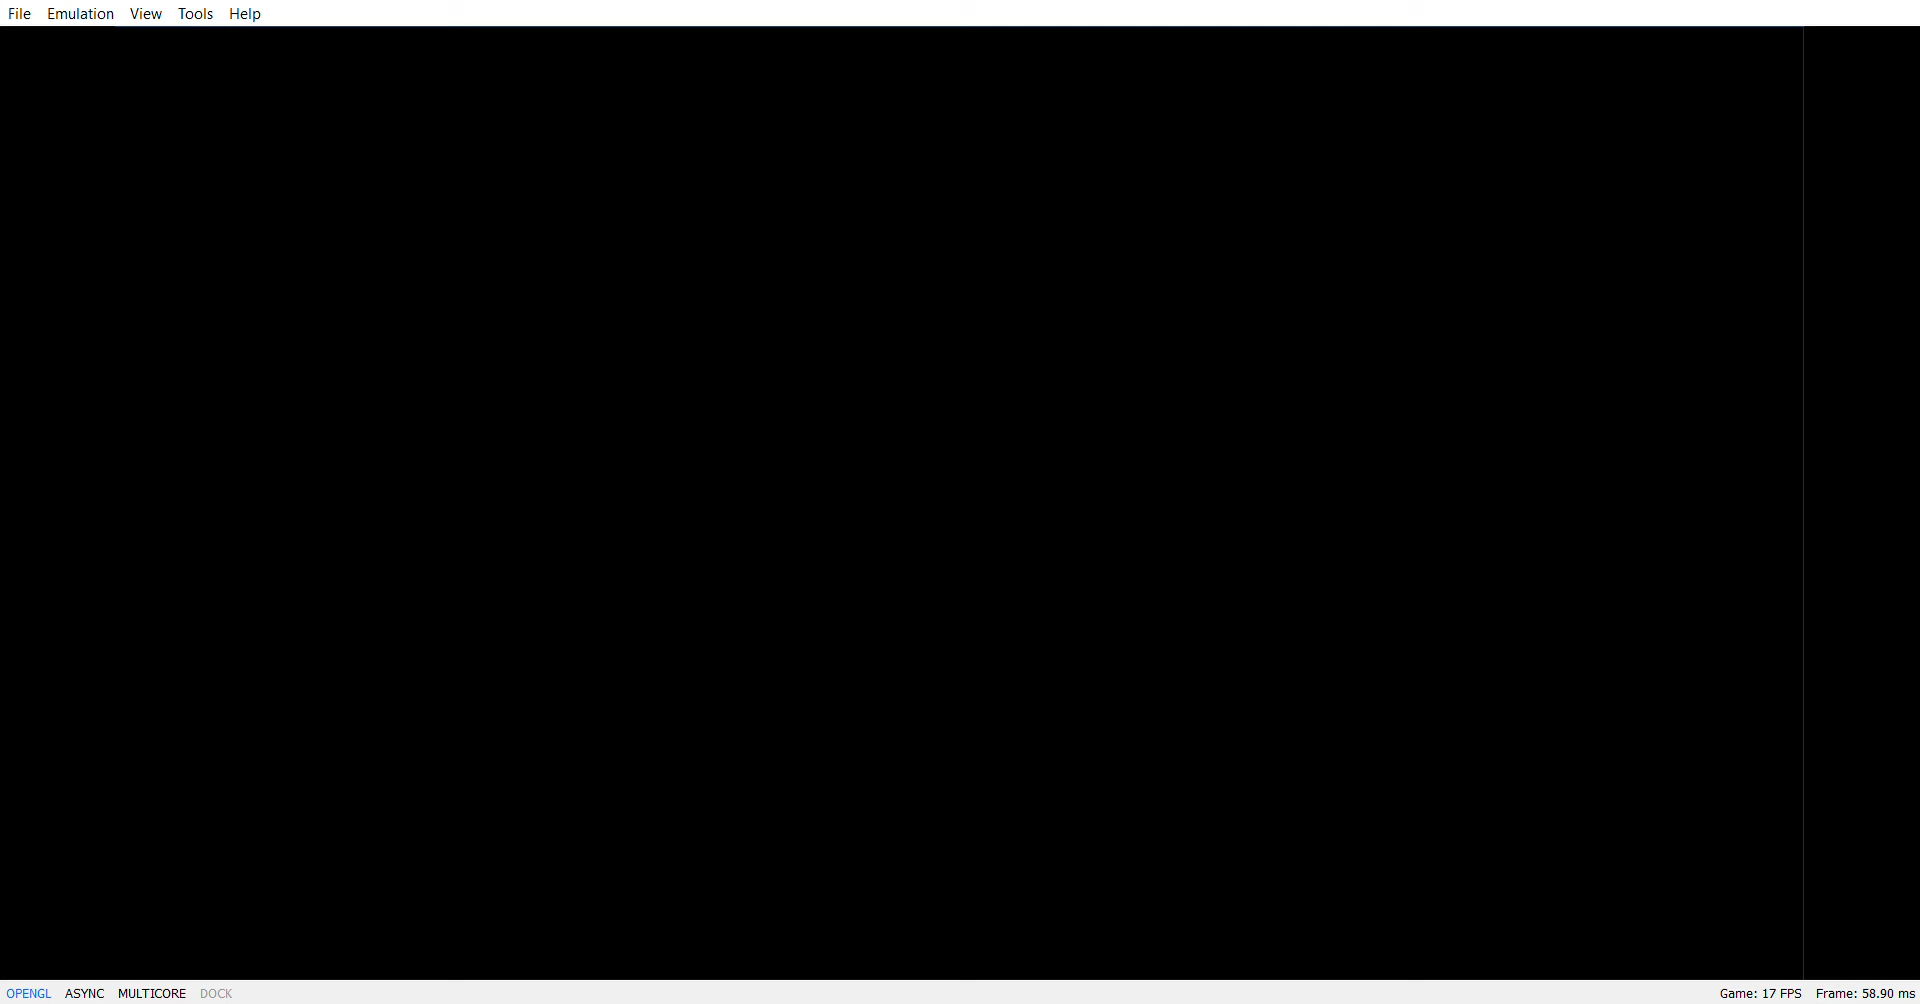 File Emulation View Tools Help
OPENGL ASYNC MULTICORE DOCK Game: 17 FPS Frame: 58.90 ms